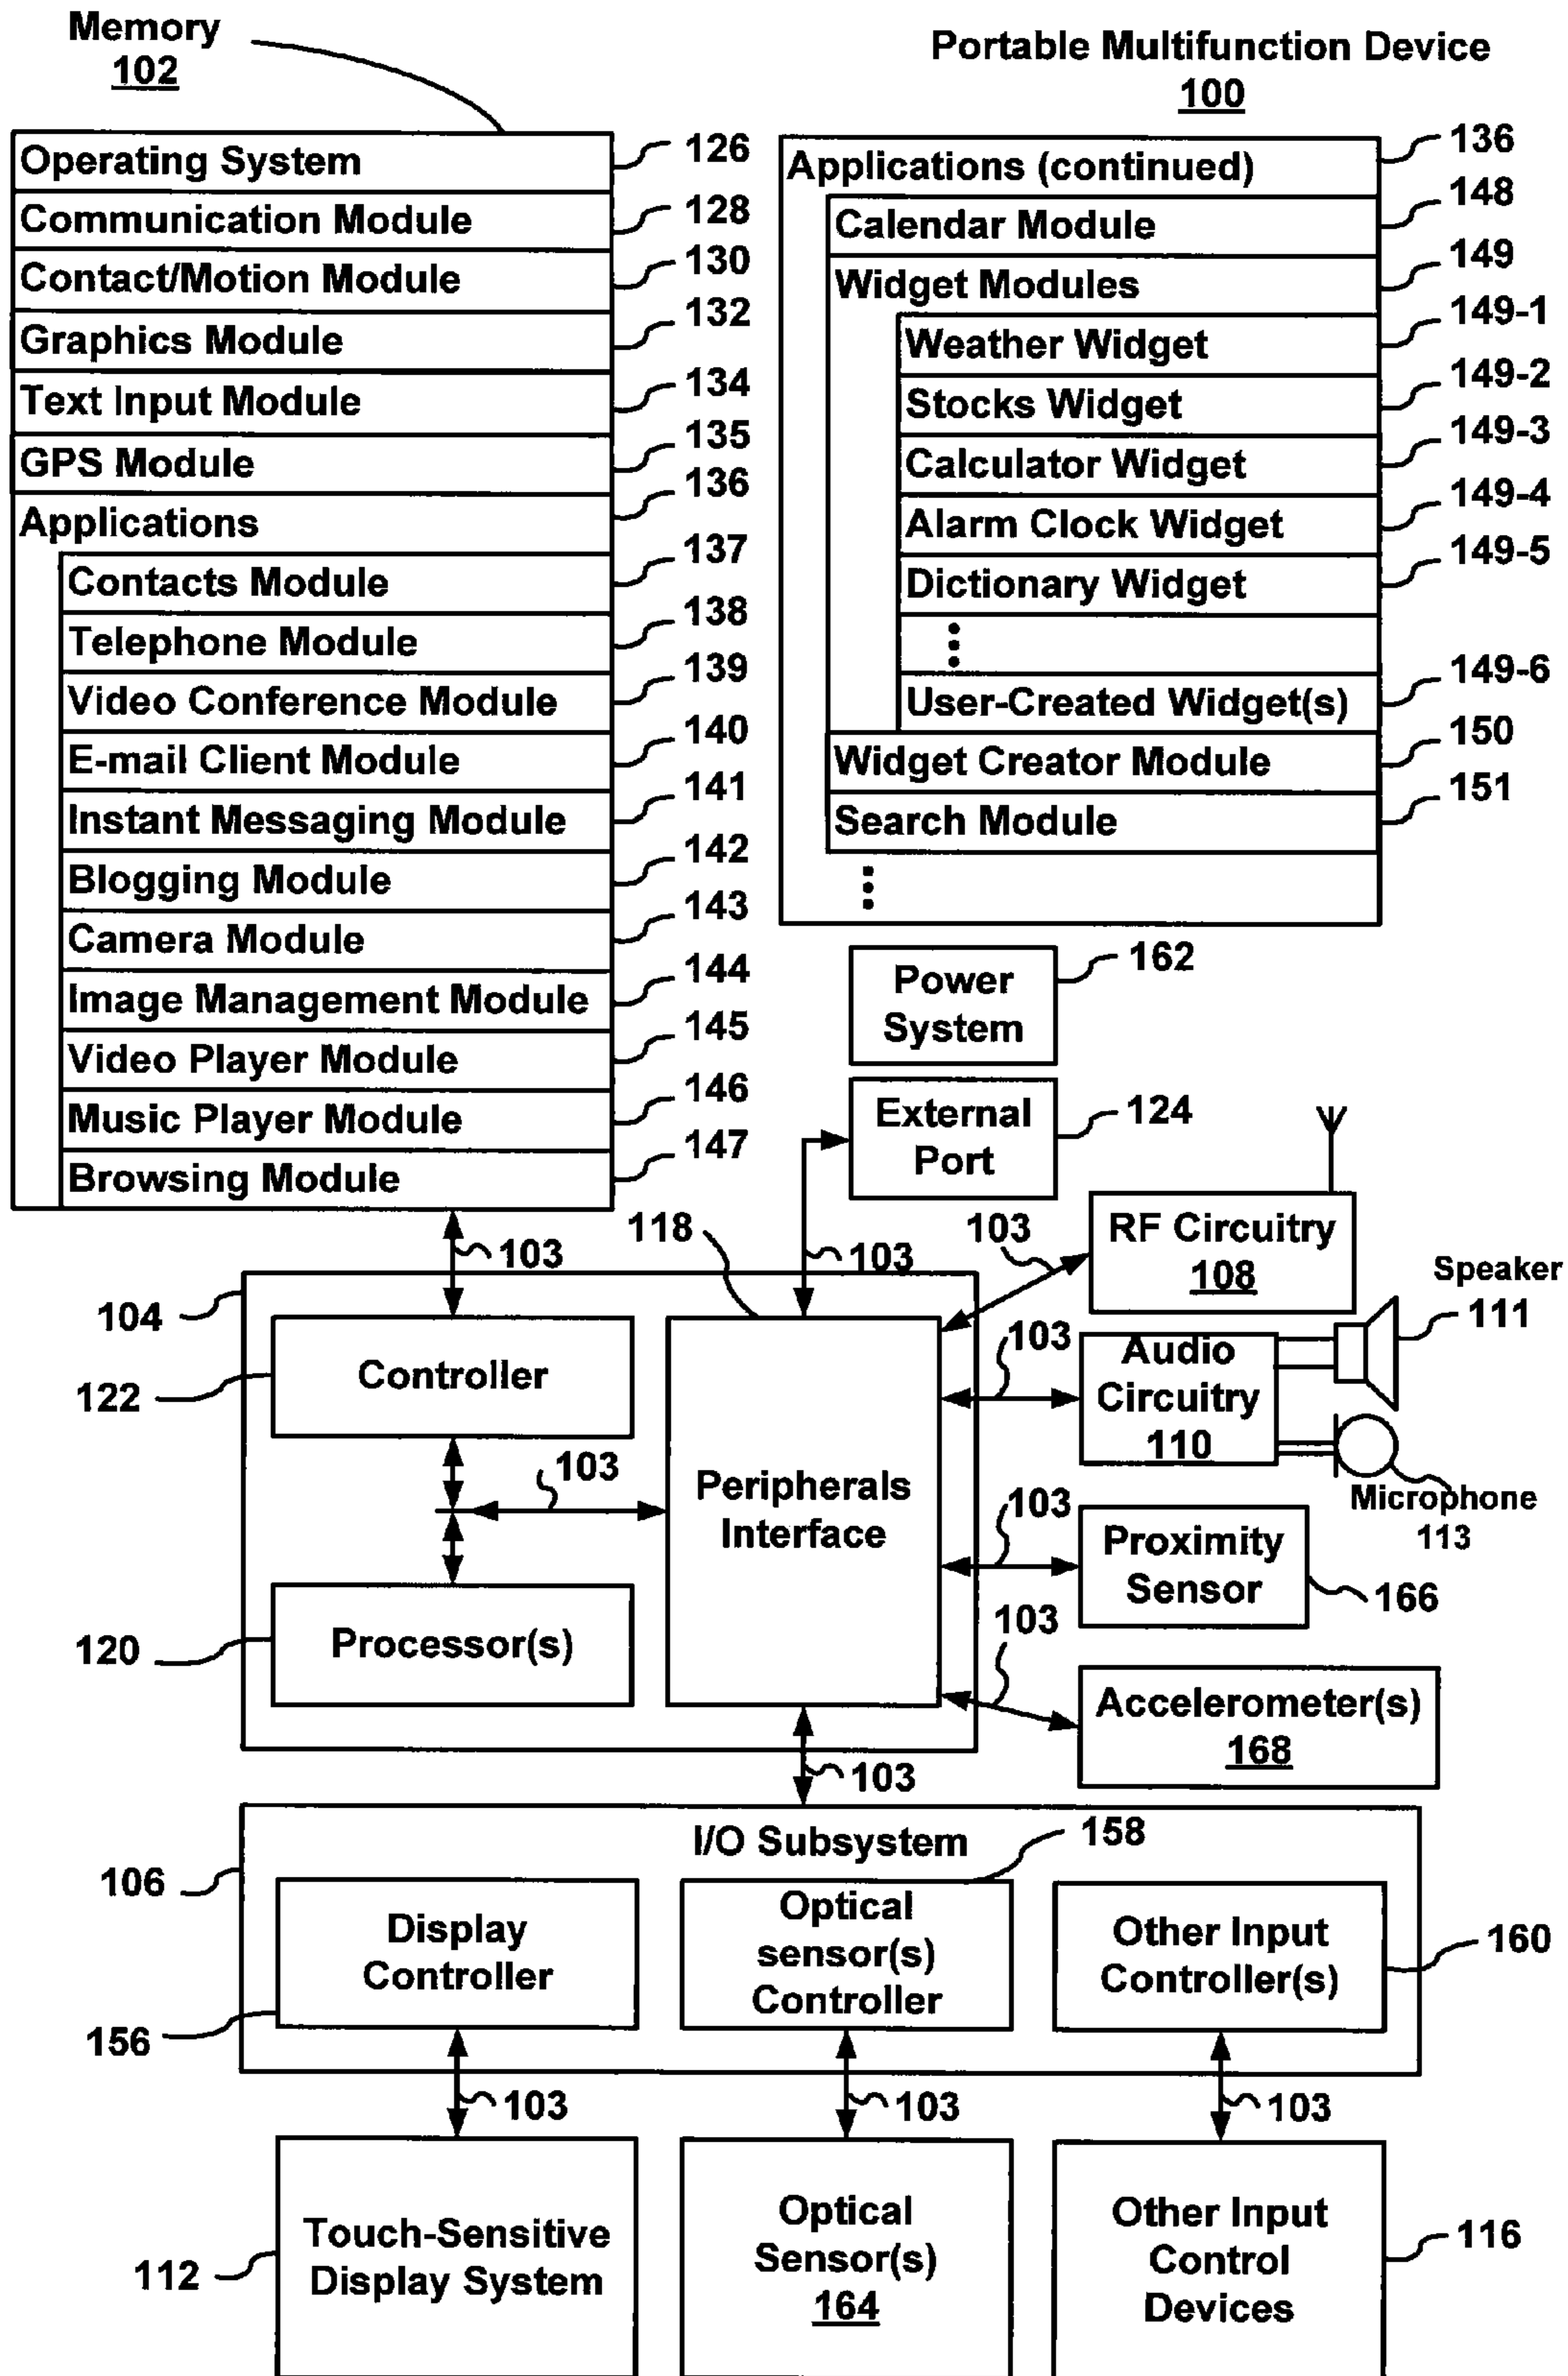 Memory
102
Operating System
126
Communication Module
128
Contact/Motion Module
130
Graphics Module
132
Text Input Module
134
GPS Module
135
Applications
136
Contacts Module
137
Telephone Module
138
Video Conference Module
139
E-mail Client Module
140
Instant Messaging Module
141
Blogging Module
142
Camera Module
143
Image Management Module
144
Video Player Module
145
Music Player Module
146
Browsing Module
147
Portable Multifunction Device
100
Applications (continued)
136
Calendar Module
148
Widget Modules
149
Weather Widget
149-1
Stocks Widget
149-2
Calculator Widget
149-3
Alarm Clock Widget
149-4
Dictionary Widget
149-5
User-Created Widget(s)
149-6
Widget Creator Module
150
Search Module
151
Power
System
162
External
Port
124
103
118
103
103
RF Circuitry
108
Speaker
111
104
Controller
122
103
Audio
Circuitry
110
Microphone
113
103
Peripherals
Interface
103
Proximity
Sensor
166
Processor(s)
120
103
Accelerometer(s)
168
103
I/O Subsystem
106
158
Display
Controller
156
Optical
sensor(s)
Controller
Other Input
Controller(s)
160
103
103
103
Touch-Sensitive
Display System
112
Optical
Sensor(s)
164
Other Input
Control
Devices
116